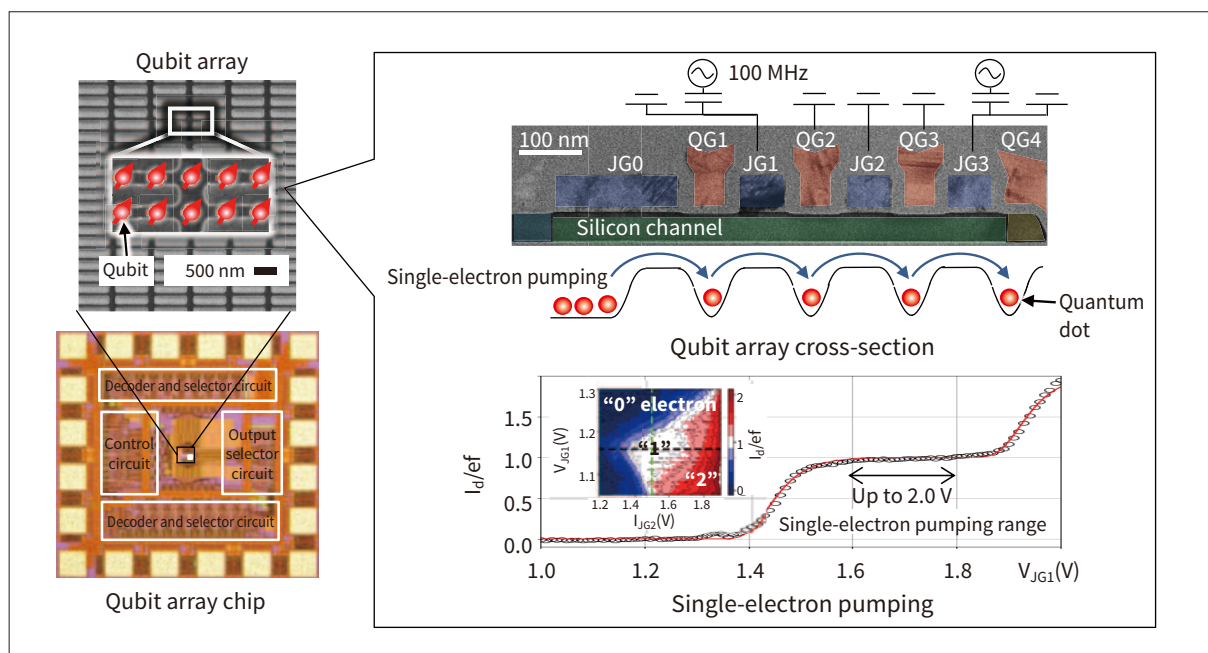 Qubit array
Qubit
500 nm
Decoder and selector circuit
Control
circuit
Output
selector
circuit
Decoder and selector circuit
Qubit array chip
100 MHz
100 nm
QG1
QG2
QG3
QG4
JG0
JG1
JG2
JG3
Silicon channel
Single-electron pumping
Quantum
dot
Qubit array cross-section
I_d/ef
1.5
1.0
0.5
0.0
V_JG1(V)
1.3
1.2
1.1
"0" electron
"1"
"2"
1.2 1.4 1.6 1.8
I_JG2(V)
2
1
0
I_d/ef
Up to 2.0 V
Single-electron pumping range
1.0 1.2 1.4 1.6 1.8 V_JG1(V)
Single-electron pumping